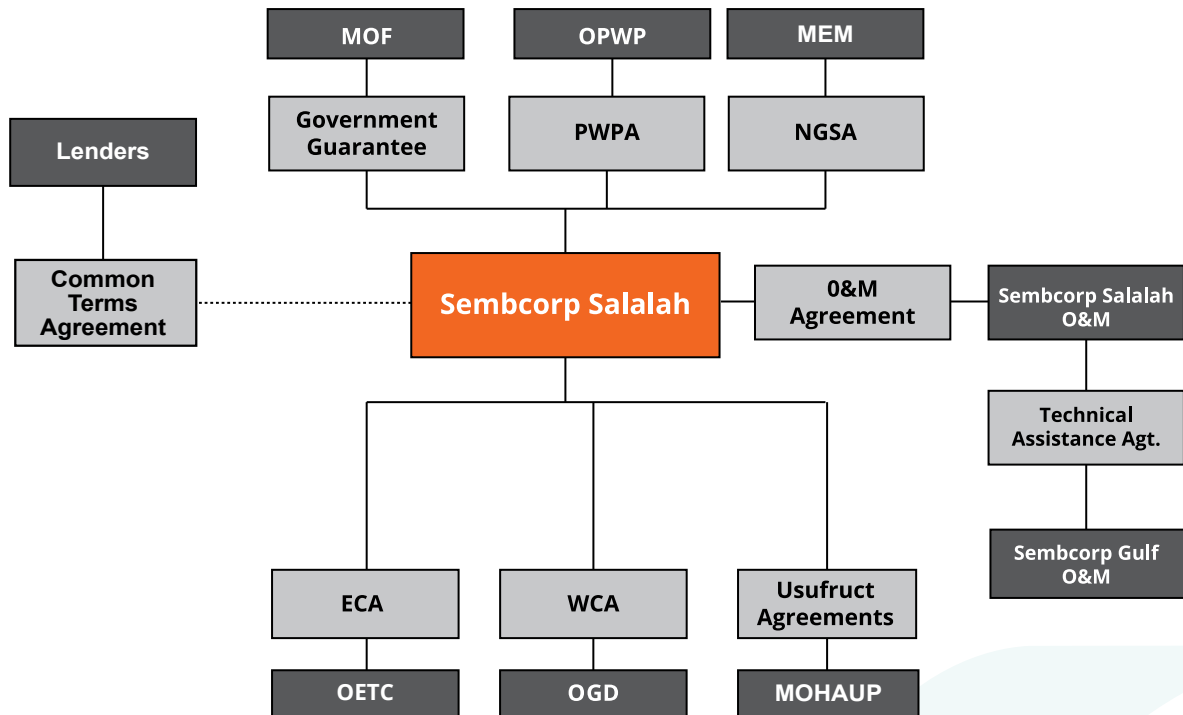 MOF
OPWP
MEM
Government
Guarantee
PWPA
NGSA
Lenders
Common
Terms
Agreement
Sembcorp Salalah
0&M
Agreement
Sembcorp Salalah
O&M
Technical
Assistance Agt.
Sembcorp Gulf
O&M
ECA
WCA
Usufruct
Agreements
OETC
OGD
MOHAUP